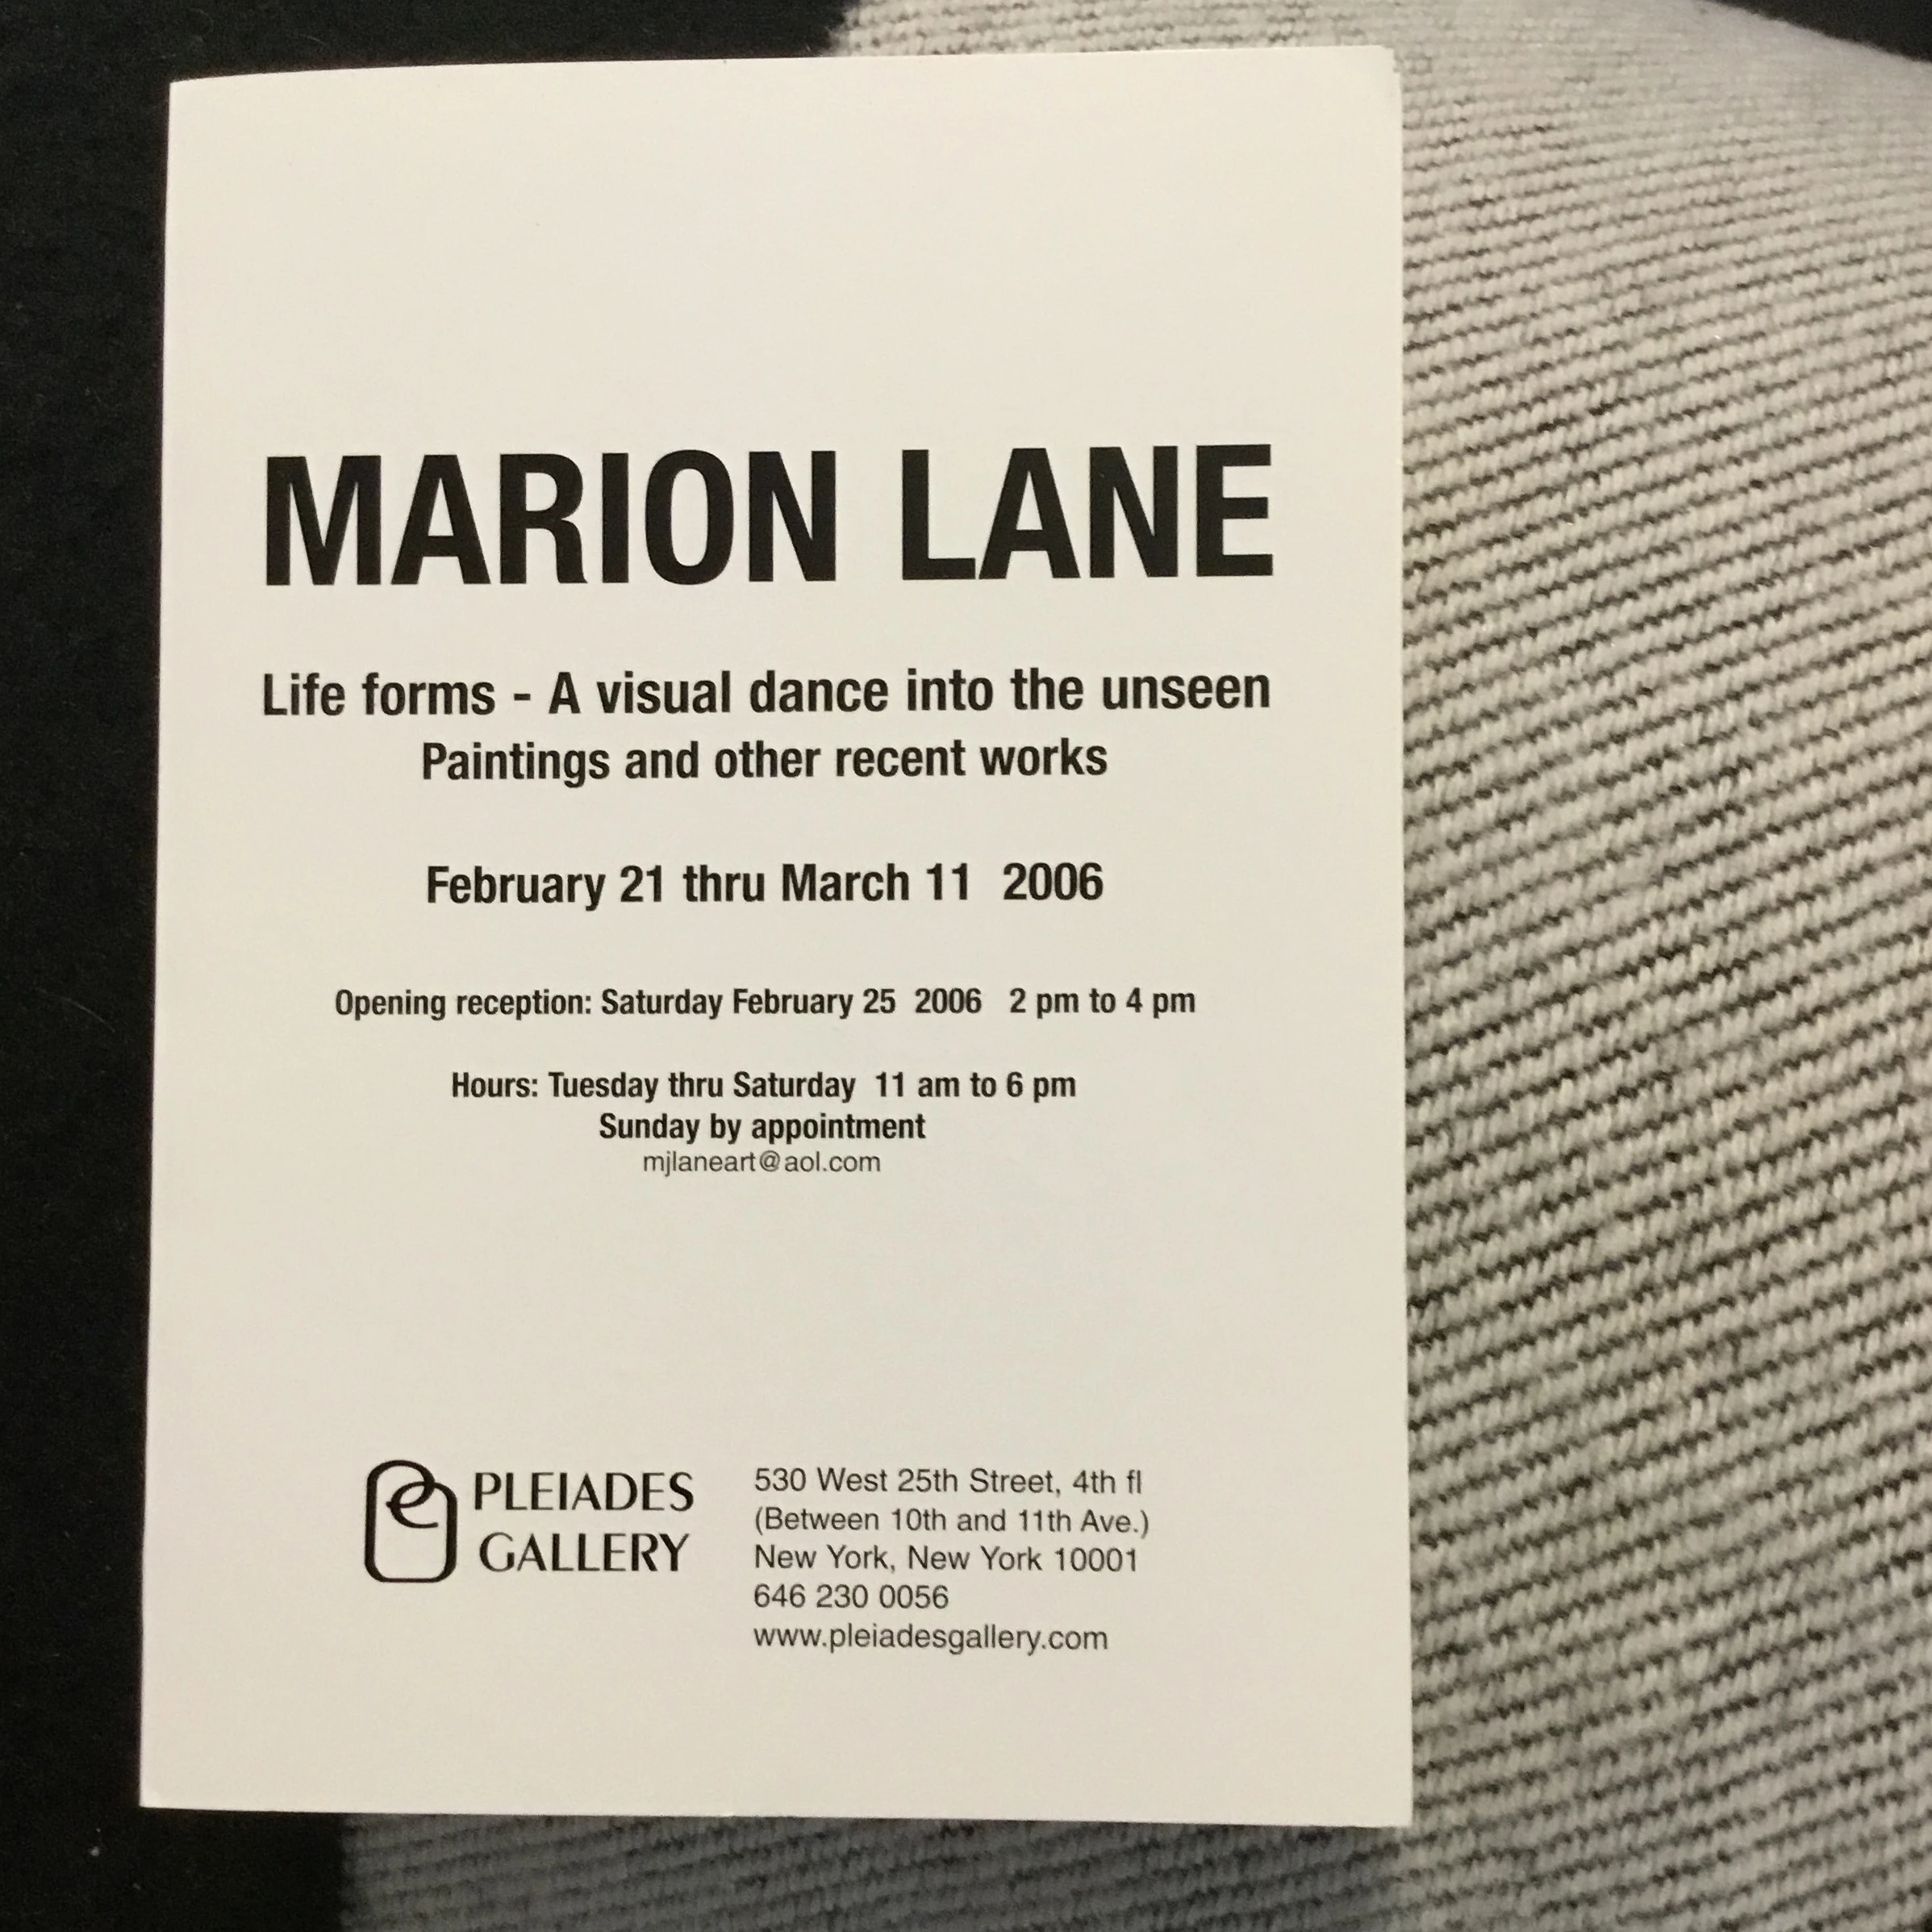 MARION LANE
Life forms - A visual dance into the unseen
Paintings and other recent works
February 21 thru March 11 2006
Opening reception: Saturday February 25 2006 2 pm to 4 pm
Hours: Tuesday thru Saturday 11 am to 6 pm
Sunday by appointment
mjlaneart@aol.com
PLEIADES
GALLERY
530 West 25th Street, 4th fl
(Between 10th and 11th Ave.)
New York, New York 10001
646 230 0056
www.pleiadesgallery.com